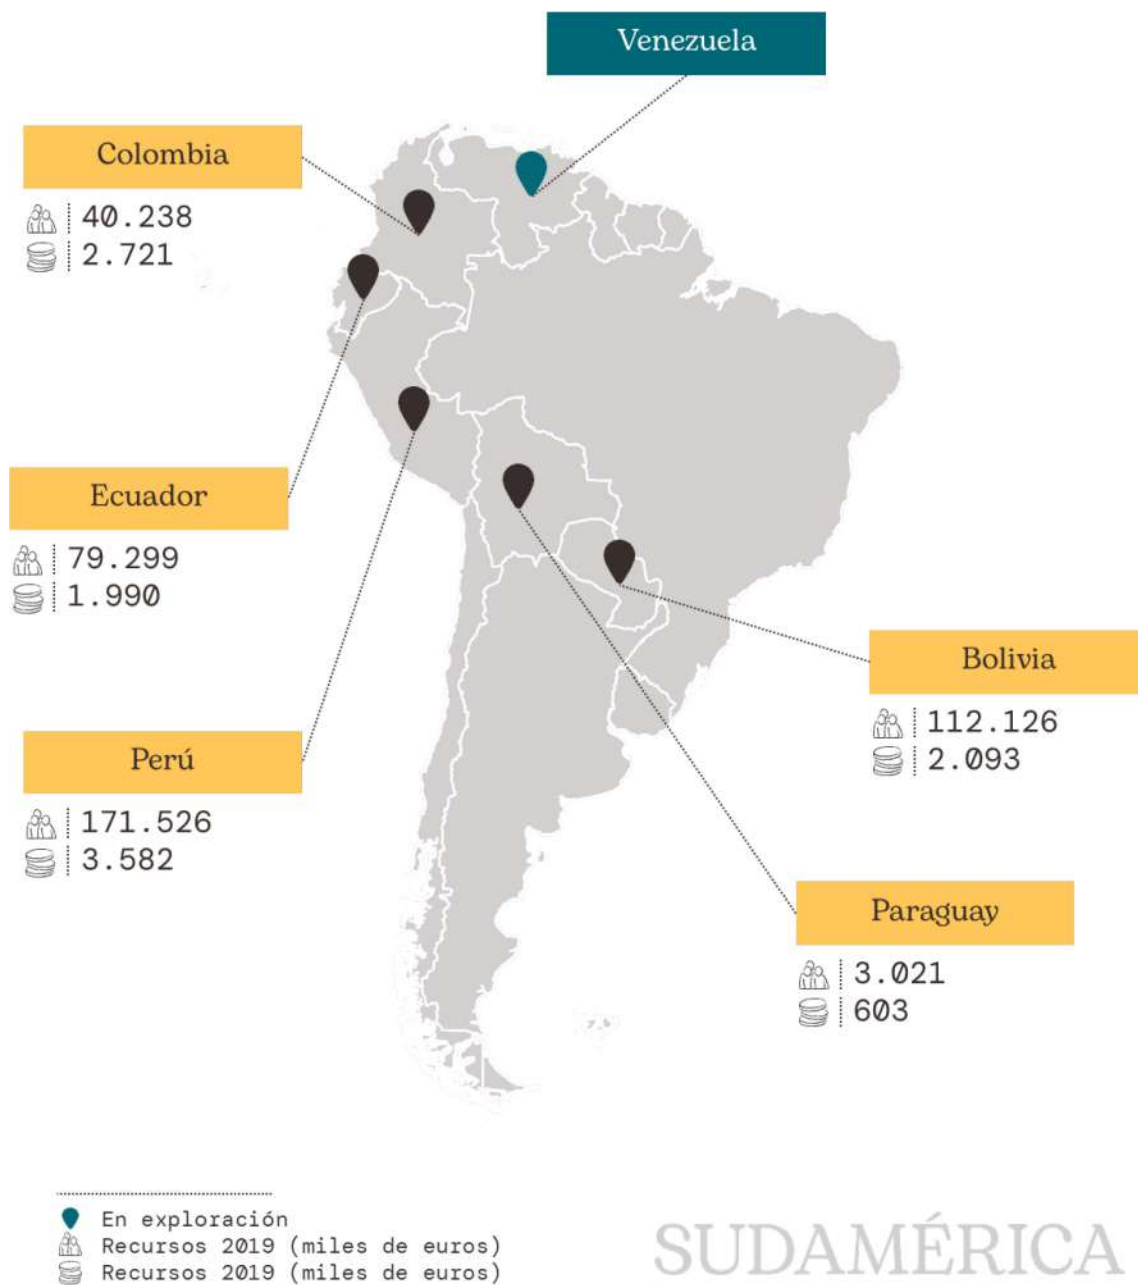 Venezuela
Colombia
40.238
2.721
Ecuador
79.299
1.990
Perú
171.526
3.582
Bolivia
112.126
2.093
Paraguay
3.021
603
En exploración
Recursos 2019 (miles de euros)
Recursos 2019 (miles de euros)
SUDAMÉRICA